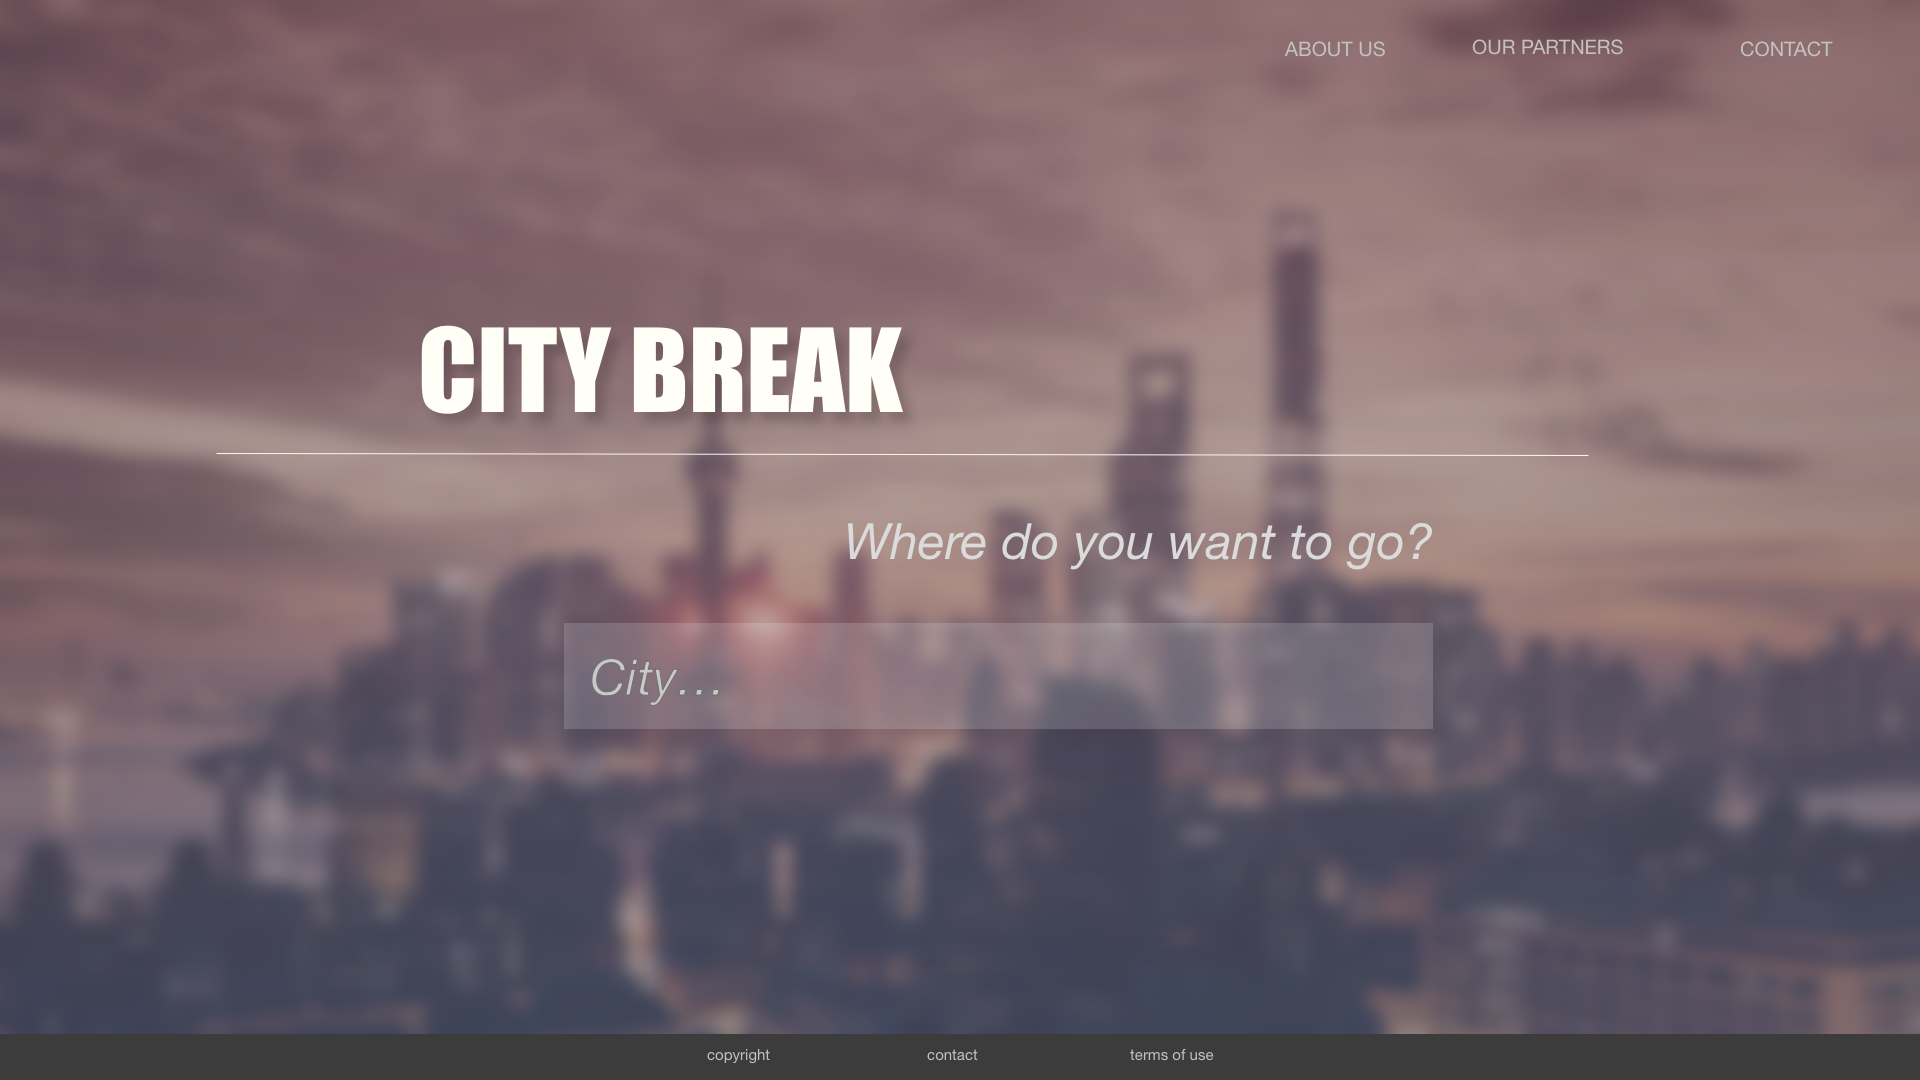 ABOUT US
OUR PARTNERS
CONTACT
CITY BREAK
Where do you want to go?
City…
copyright
contact
terms of use